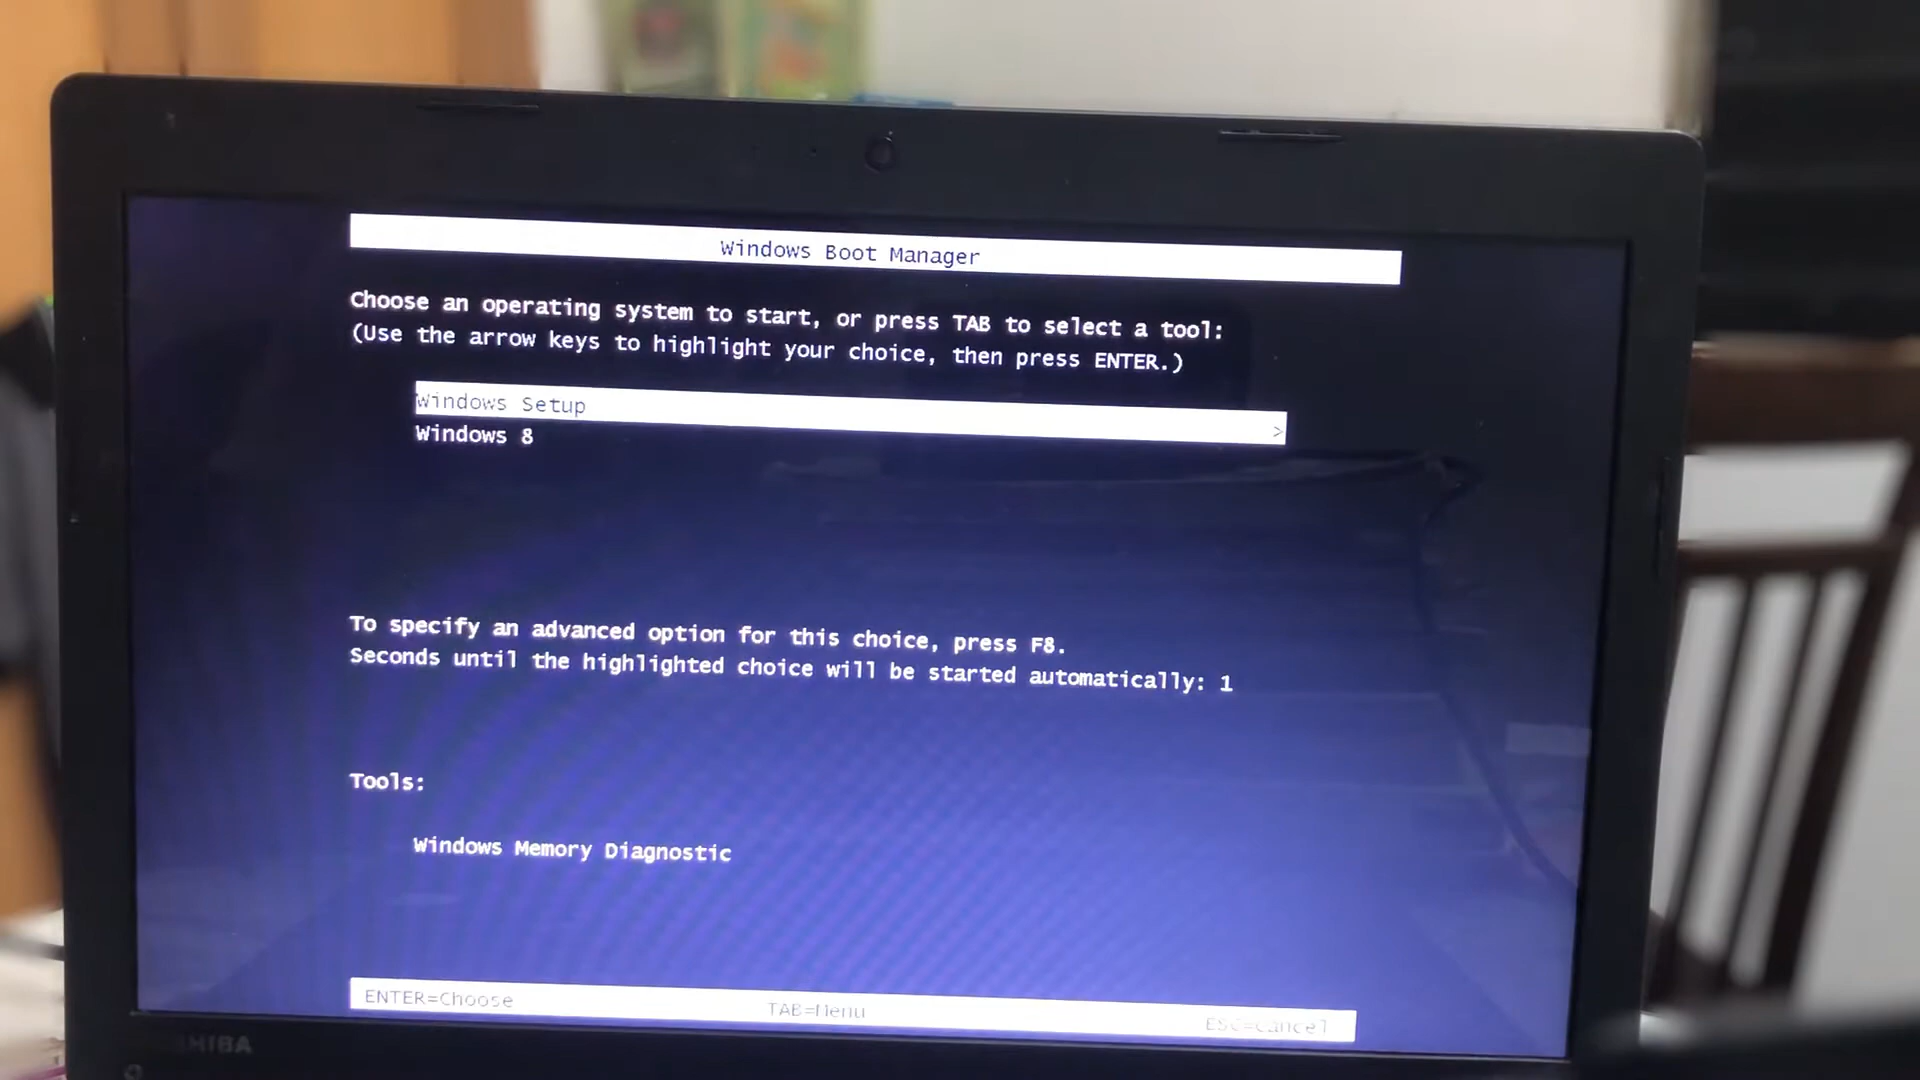 Windows Boot Manager
Choose an operating system to start, or press TAB to select a tool:
(Use the arrow keys to highlight your choice, then press ENTER.)
Windows Setup >
Windows 8
To specify an advanced option for this choice, press F8.
Seconds until the highlighted choice will be started automatically: 1
Tools:
Windows Memory Diagnostic
ENTER=Choose TAB=Menu ESC=Cancel
SHIBA